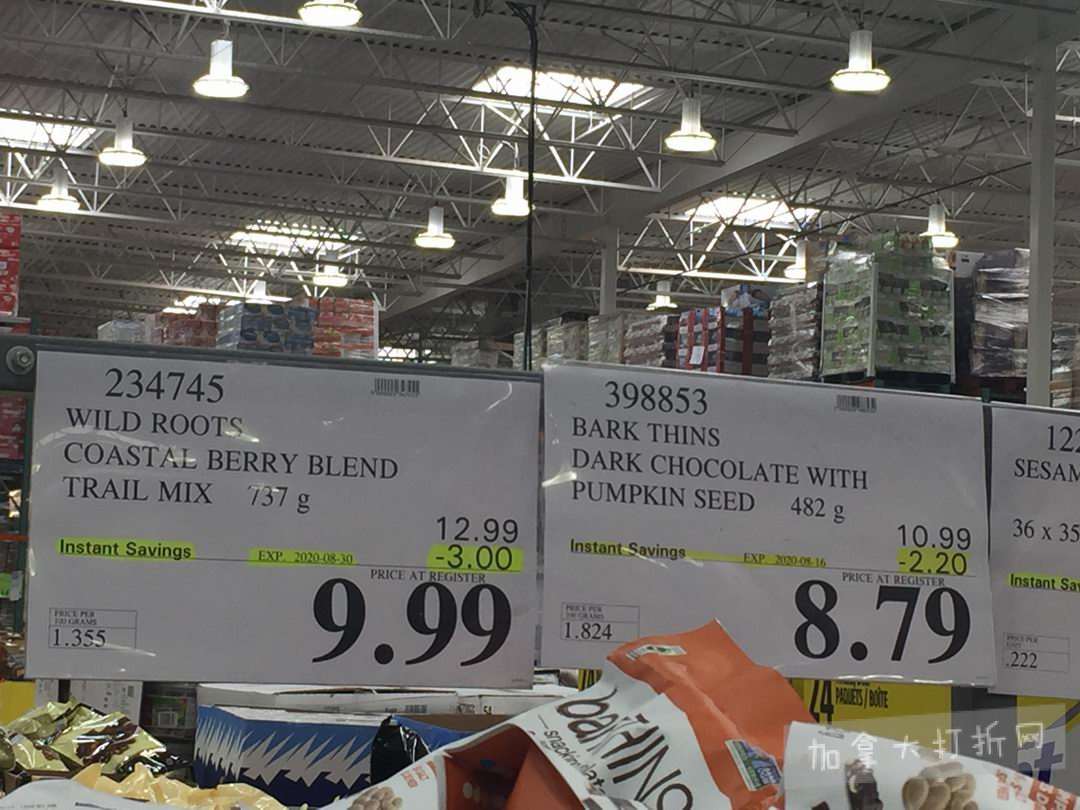 234745
WILD ROOTS
COASTAL BERRY BLEND
TRAIL MIX 737 g
12.99
Instant Savings EXP. 2020-08-30 -3.00
PRICE AT REGISTER
9.99
PRICE PER
100 GRAMS
1.355
398853
BARK THINS
DARK CHOCOLATE WITH
PUMPKIN SEED 482 g
10.99
Instant Savings EXP. 2020-08-16 -2.20
PRICE AT REGISTER
8.79
PRICE PER
100 GRAMS
1.824
122
SESAM
36 x 35
Instant Sav
PRICE PER
.222
24
PAQUETS / BOÎTE
barkTHINS
加拿大打折网